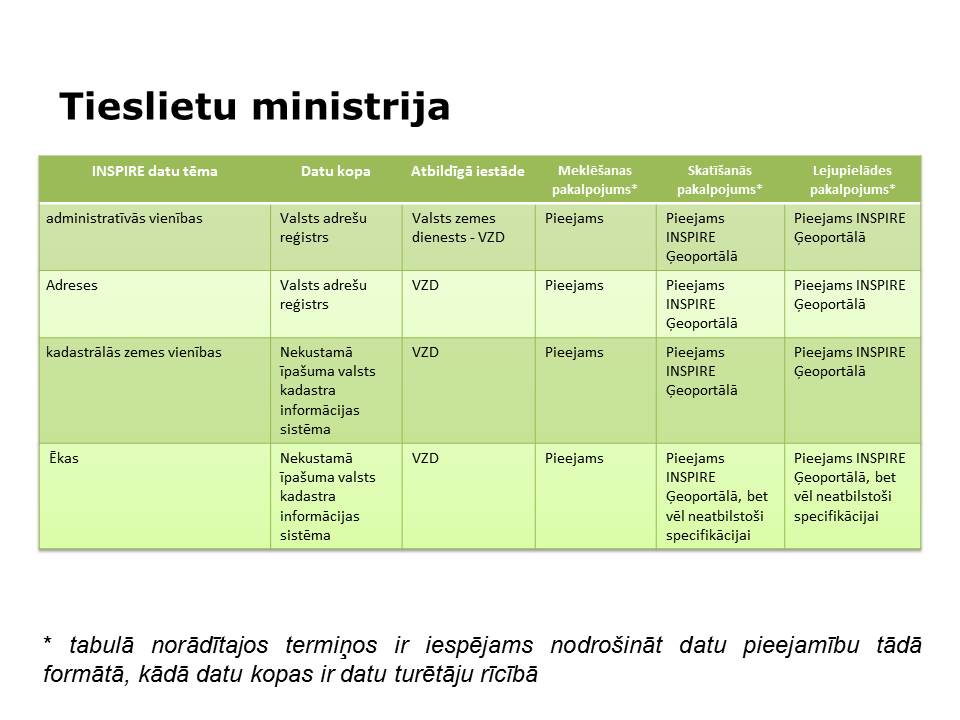 Tieslietu ministrija
INSPIRE datu tēma
Datu kopa
Atbildīgā iestāde
Meklēšanas
pakalpojums*
Skatīšanās
pakalpojums*
Lejupielādes
pakalpojums*
administratīvās vienības
Valsts adrešu
reģistrs
Valsts zemes
dienests - VZD
Pieejams
Pieejams
INSPIRE
Ģeoportālā
Pieejams INSPIRE
Ģeoportālā
Adreses
Valsts adrešu
reģistrs
VZD
Pieejams
Pieejams
INSPIRE
Ģeoportālā
Pieejams INSPIRE
Ģeoportālā
kadastrālās zemes vienības
Nekustamā
īpašuma valsts
kadastra
informācijas
sistēma
VZD
Pieejams
Pieejams
INSPIRE
Ģeoportālā
Pieejams INSPIRE
Ģeoportālā
Ēkas
Nekustamā
īpašuma valsts
kadastra
informācijas
sistēma
VZD
Pieejams
Pieejams
INSPIRE
Ģeoportālā, bet
vēl neatbilstoši
specifikācijai
Pieejams INSPIRE
Ģeoportālā, bet
vēl neatbilstoši
specifikācijai
* tabulā norādītajos termiņos ir iespējams nodrošināt datu pieejamību tādā
formātā, kādā datu kopas ir datu turētāju rīcībā